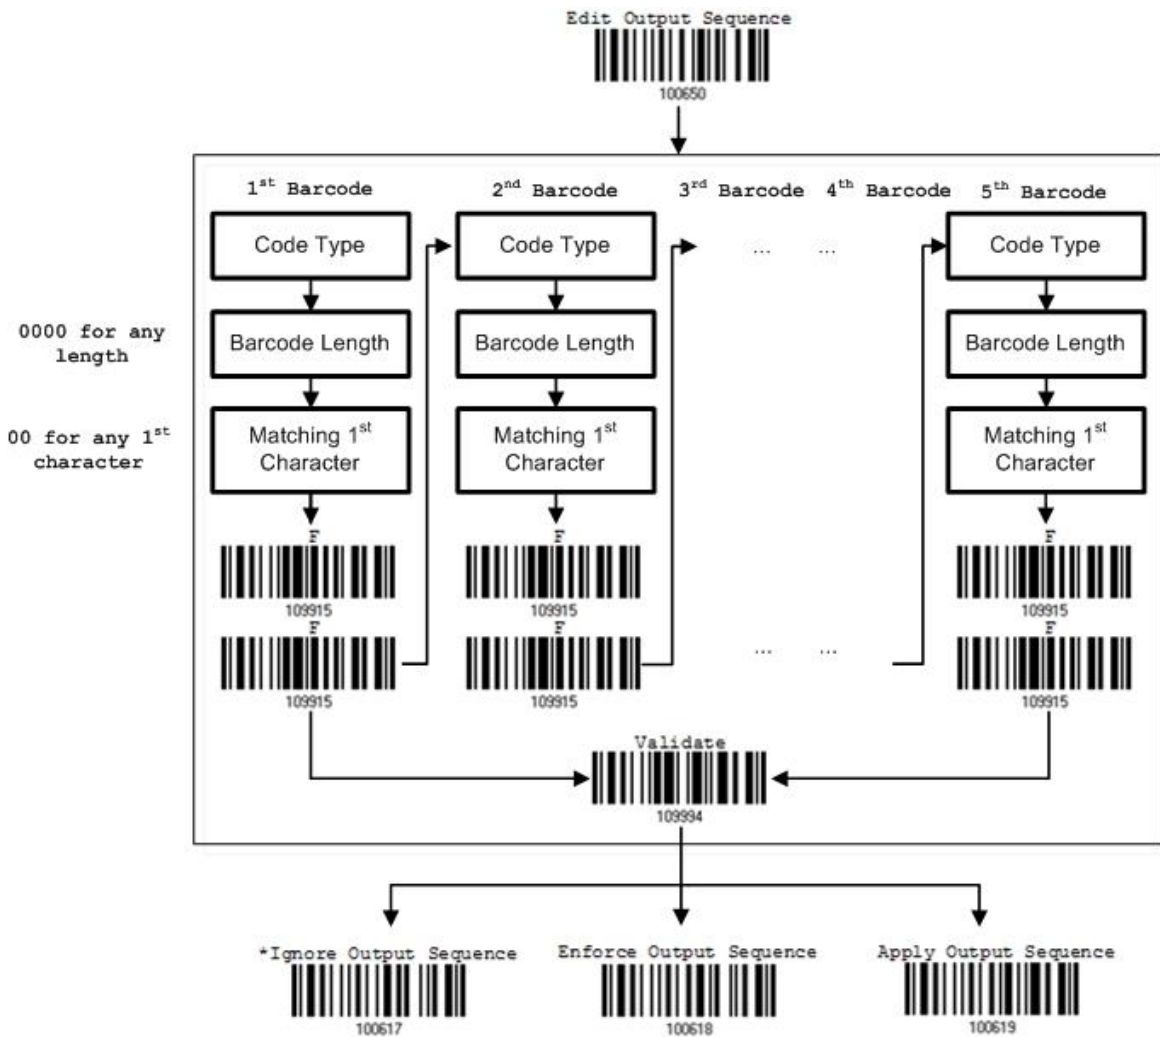 Edit Output Sequence
100650
1st Barcode
2nd Barcode
3rd Barcode
4th Barcode
5th Barcode
Code Type
Code Type
... ...
Code Type
0000 for any
length
Barcode Length
Barcode Length
Barcode Length
00 for any 1st
character
Matching 1st
Character
Matching 1st
Character
Matching 1st
Character
F
F
F
109915
109915
109915
F
F
F
... ...
109915
109915
109915
Validate
109994
*Ignore Output Sequence
Enforce Output Sequence
Apply Output Sequence
100617
100618
100619